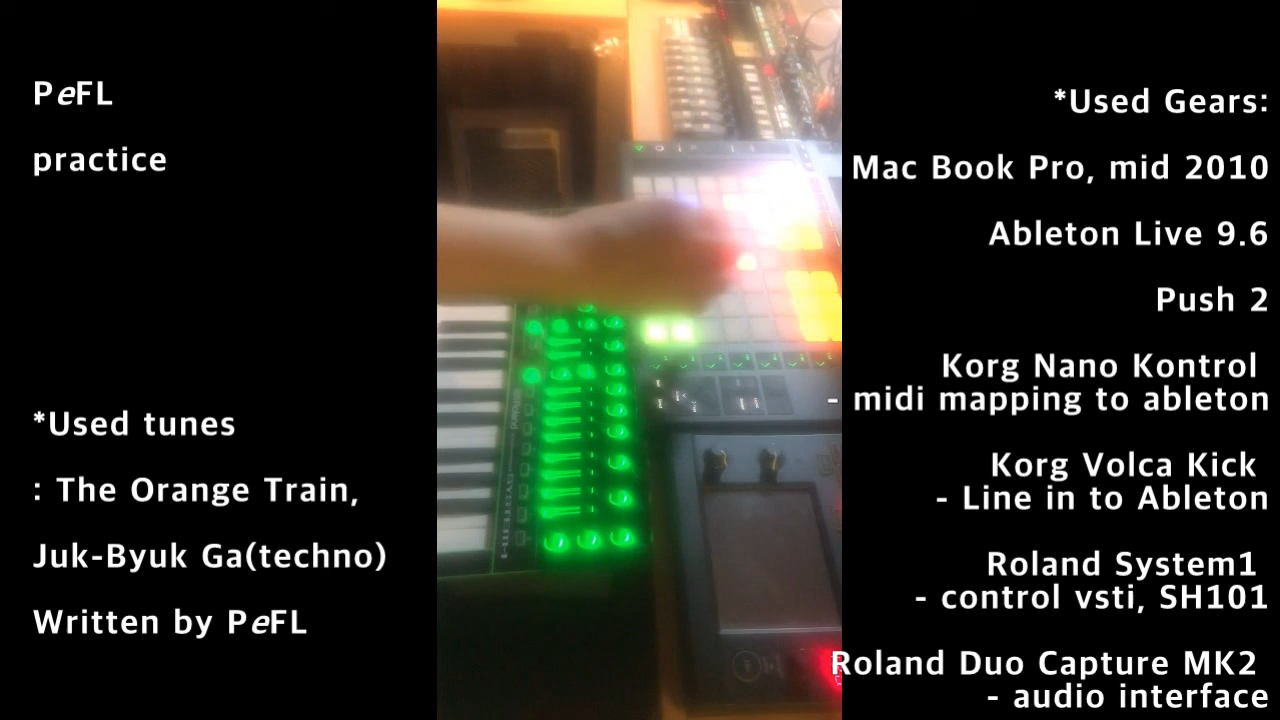 PeFL
practice
*Used tunes
: The Orange Train,
Juk-Byuk Ga(techno)
Written by PeFL
*Used Gears:
Mac Book Pro, mid 2010
Ableton Live 9.6
Push 2
Korg Nano Kontrol
- midi mapping to ableton
Korg Volca Kick
- Line in to Ableton
Roland System1
- control vsti, SH101
Roland Duo Capture MK2
- audio interface